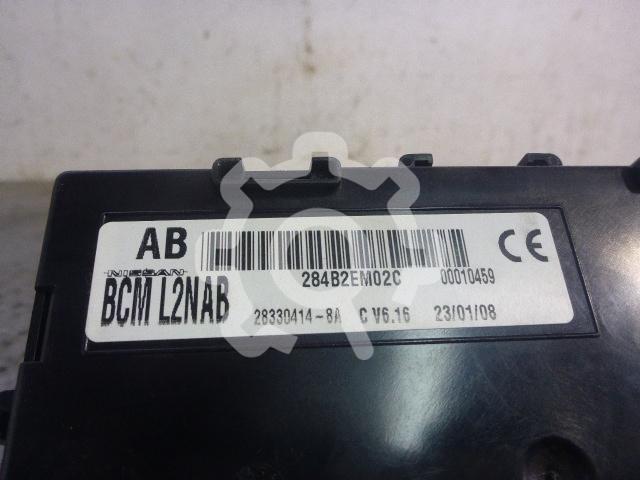 AB
NISSAN
284B2EM02C 00010459
BCM L2NAB
28330414-8A C V6.16 23/01/08
CE